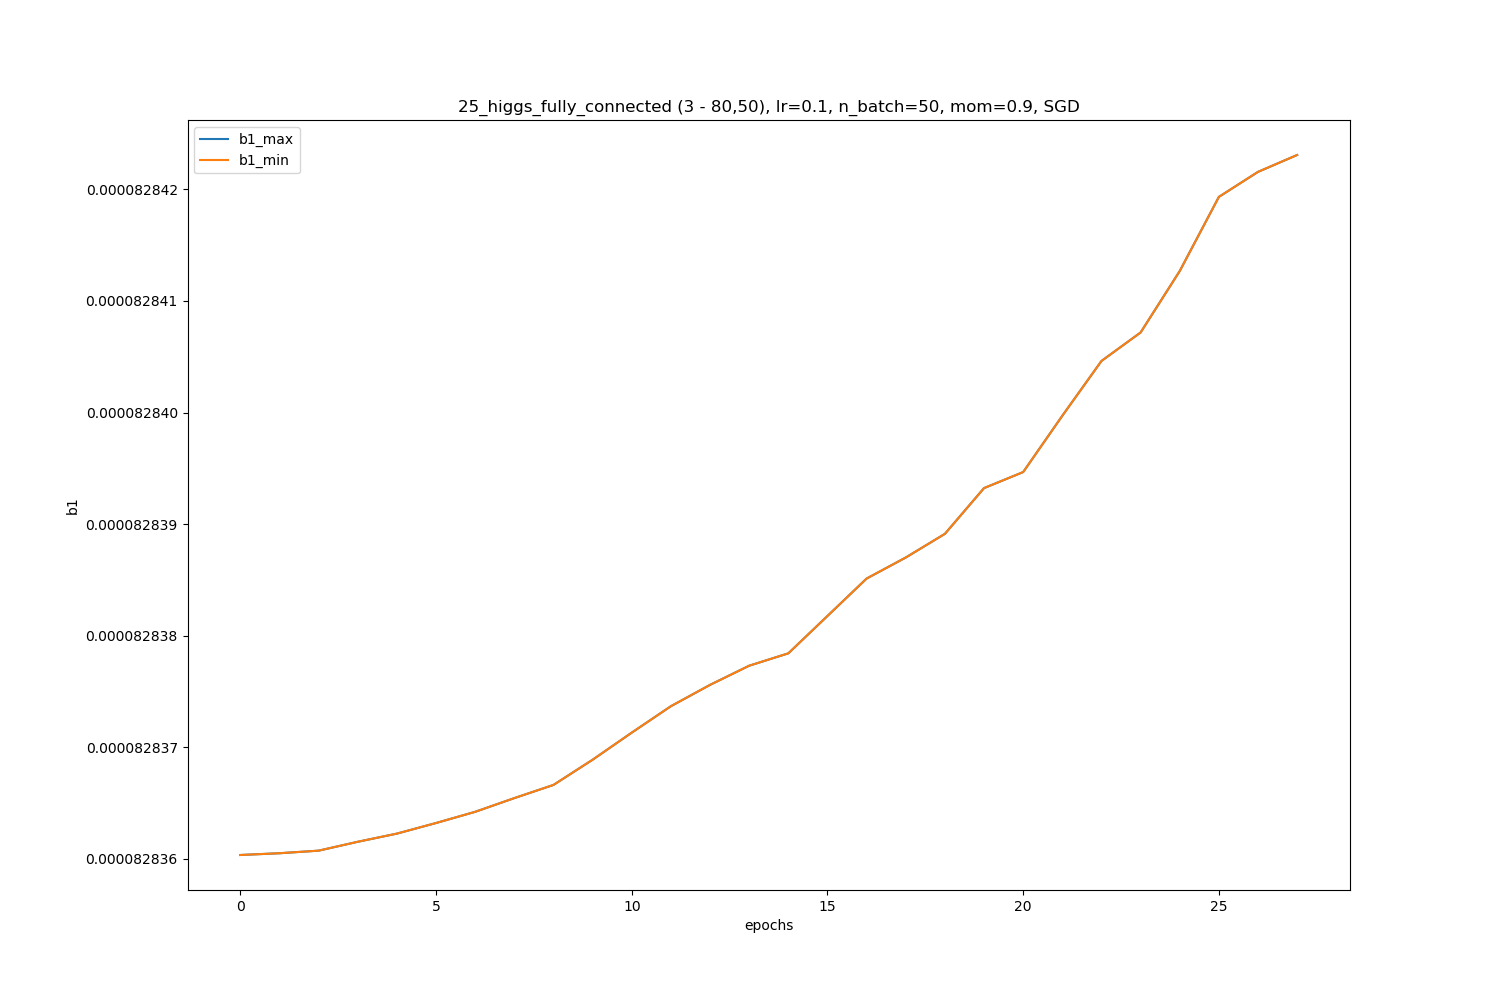 25_higgs_fully_connected (3 - 80,50), lr=0.1, n_batch=50, mom=0.9, SGD
b1_max
b1_min
0.000082842
0.000082841
0.000082840
0.000082839
0.000082838
0.000082837
0.000082836
b1
0 5 10 15 20 25
epochs